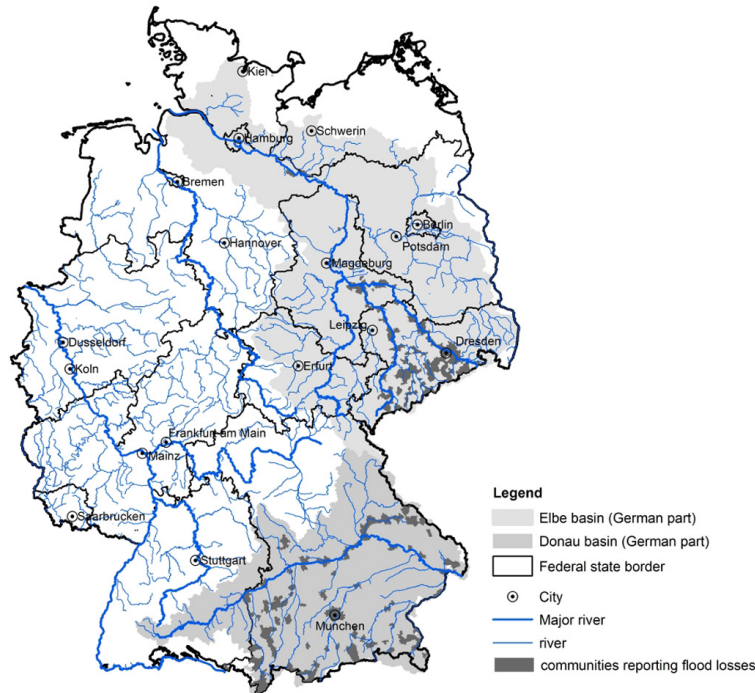 Kiel
Schwerin
Hamburg
Bremen
Berlin
Potsdam
Hannover
Magdeburg
Leipzig
Dusseldorf
Dresden
Koln
Erfurt
Frankfurt am Main
Mainz
Saarbrucken
Stuttgart
Munchen
Legend
Elbe basin (German part)
Donau basin (German part)
Federal state border
City
Major river
river
communities reporting flood losses